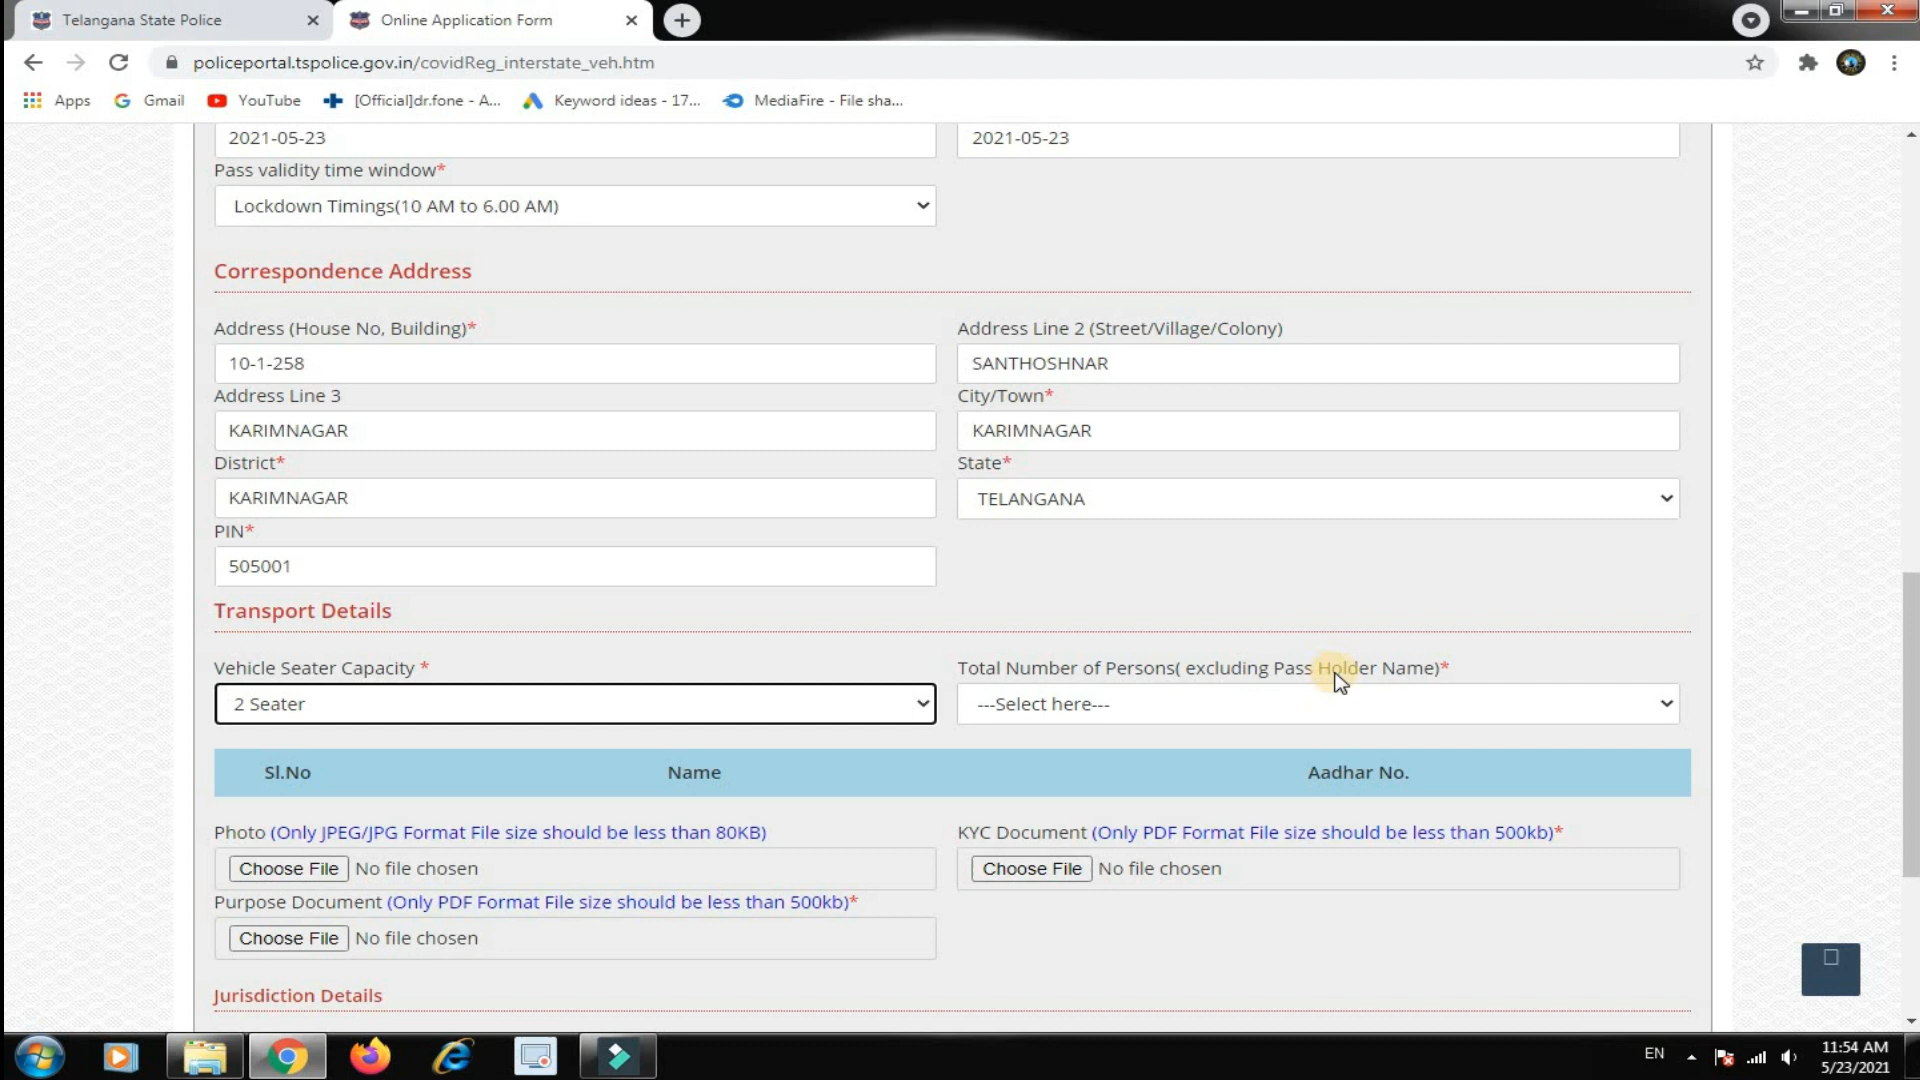 Telangana State Police
Online Application Form
policeportal.tspolice.gov.in/covidReg_interstate_veh.htm
Apps
Gmail
YouTube
[Official]dr.fone - A...
Keyword ideas - 17...
MediaFire - File sha...
2021-05-23
2021-05-23
Pass validity time window*
Lockdown Timings(10 AM to 6.00 AM)
Correspondence Address
Address (House No, Building)*
Address Line 2 (Street/Village/Colony)
10-1-258
SANTHOSHNAR
Address Line 3
City/Town*
KARIMNAGAR
KARIMNAGAR
District*
State*
KARIMNAGAR
TELANGANA
PIN*
505001
Transport Details
Vehicle Seater Capacity *
Total Number of Persons( excluding Pass Holder Name)*
2 Seater
---Select here---
Sl.No
Name
Aadhar No.
Photo (Only JPEG/JPG Format File size should be less than 80KB)
KYC Document (Only PDF Format File size should be less than 500kb)*
Choose File No file chosen
Choose File No file chosen
Purpose Document (Only PDF Format File size should be less than 500kb)*
Choose File No file chosen
Jurisdiction Details
EN
11:54 AM
5/23/2021